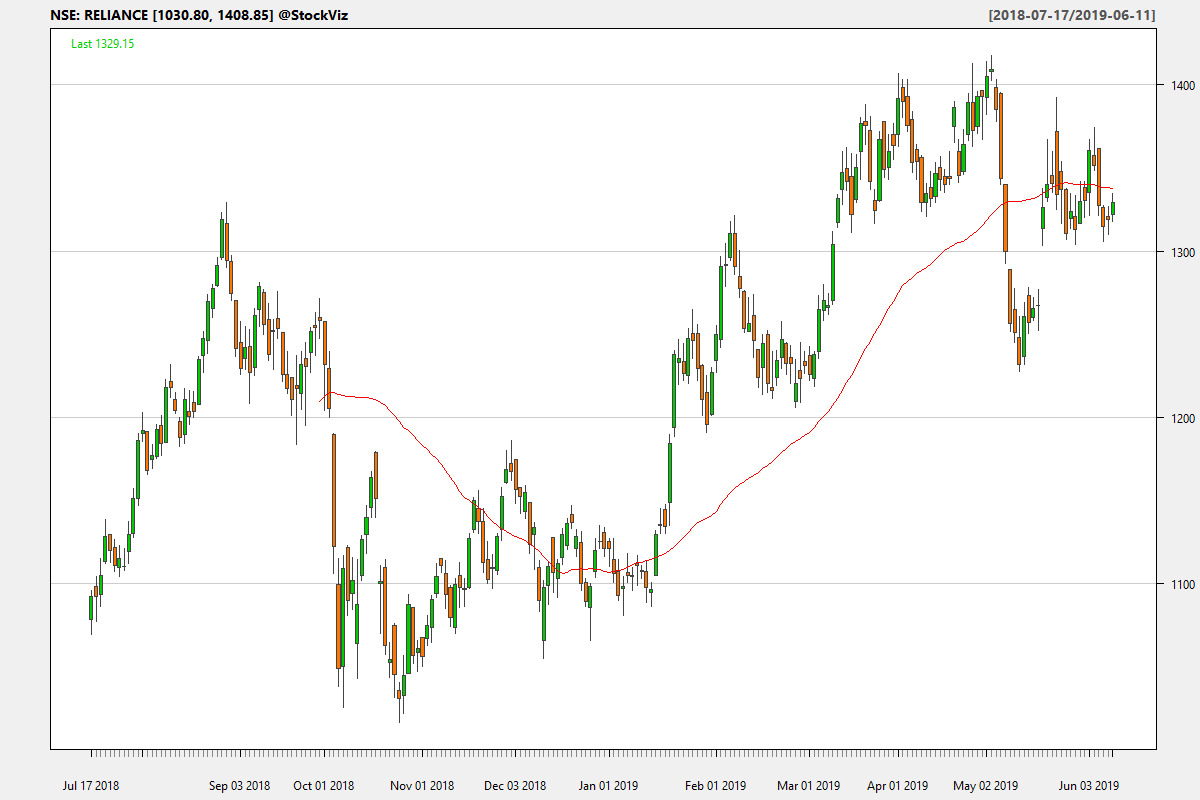 NSE: RELIANCE [1030.80, 1408.85] @StockViz [2018-07-17/2019-06-11]
Last 1329.15
1400
1300
1200
1100
Jul 17 2018 Sep 03 2018 Oct 01 2018 Nov 01 2018 Dec 03 2018 Jan 01 2019 Feb 01 2019 Mar 01 2019 Apr 01 2019 May 02 2019 Jun 03 2019